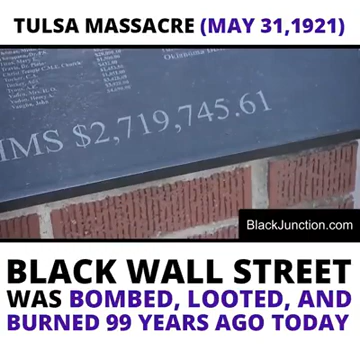 TULSA MASSACRE (MAY 31,1921)
Oklahoma
IMS $2,719,745.61
BlackJunction.com
BLACK WALL STREET
WAS BOMBED, LOOTED, AND
BURNED 99 YEARS AGO TODAY